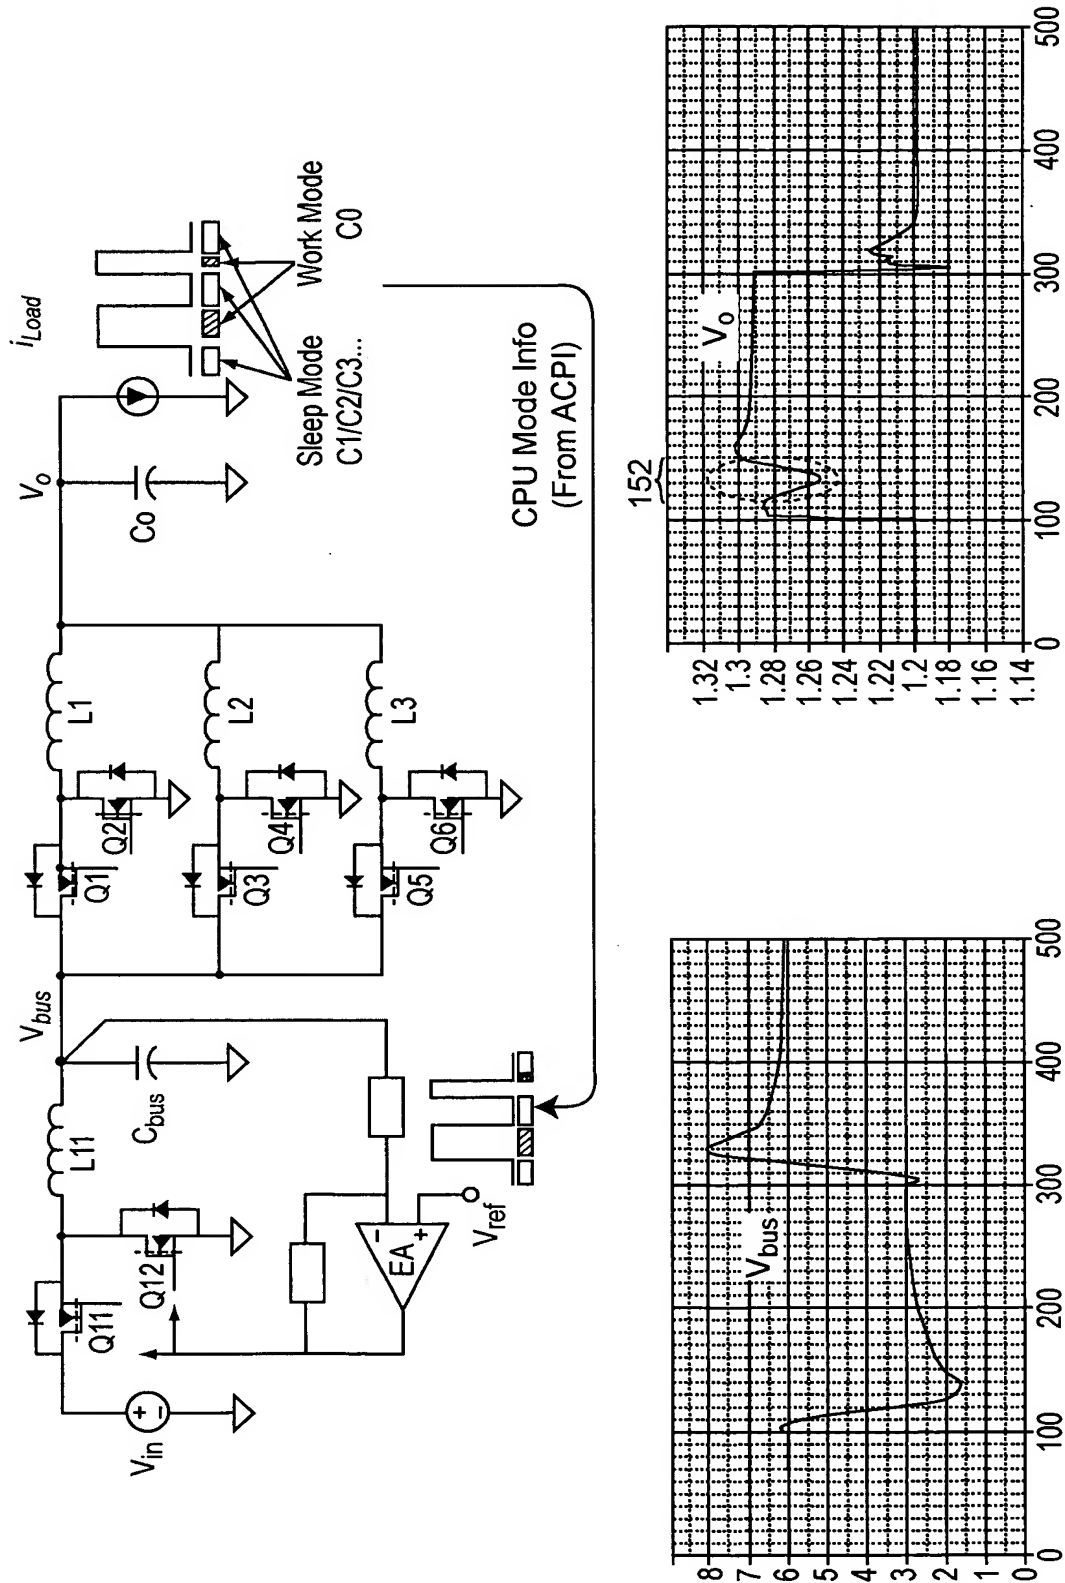 i_Load
Sleep Mode
C1/C2/C3...
Work Mode
C0
V_o
Co
L1
L2
L3
Q1
Q2
Q3
Q4
Q5
Q6
V_bus
C_bus
L11
Q11
Q12
V_in
+
−
EA
−
+
V_ref
CPU Mode Info
(From ACPI)
V_bus
8
7
6
5
4
3
2
1
0
0
100
200
300
400
500
152
V_o
1.32
1.3
1.28
1.26
1.24
1.22
1.2
1.18
1.16
1.14
0
100
200
300
400
500